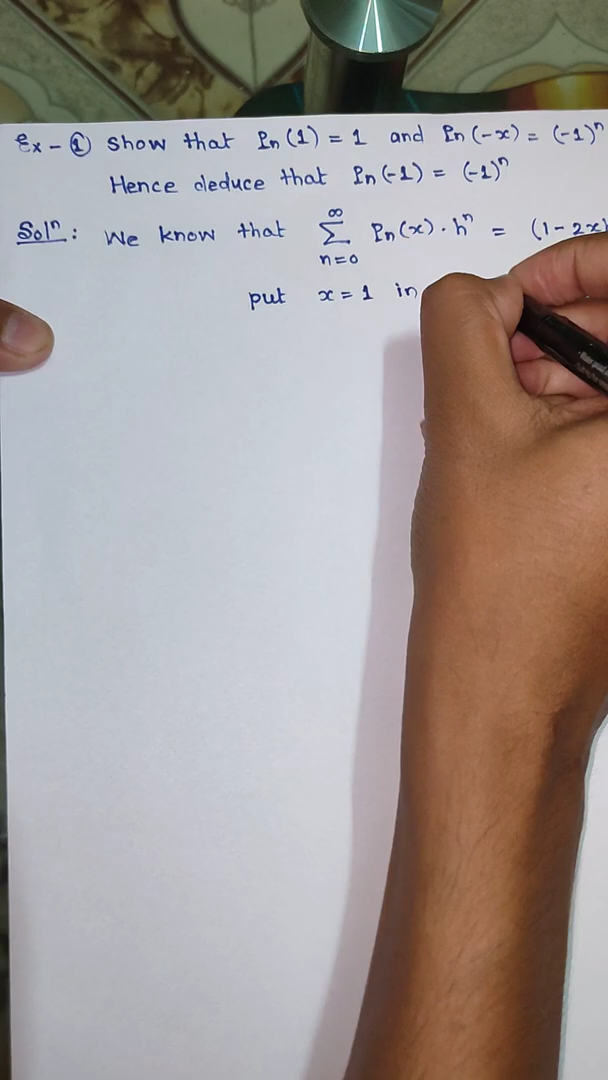 Ex - ① Show that Pn(1) = 1 and Pn(-x) = (-1)ⁿ
Hence deduce that Pn(-1) = (-1)ⁿ
Solⁿ : We know that ∞∑n=0 Pn(x) · hⁿ = (1 - 2x
put x = 1 in